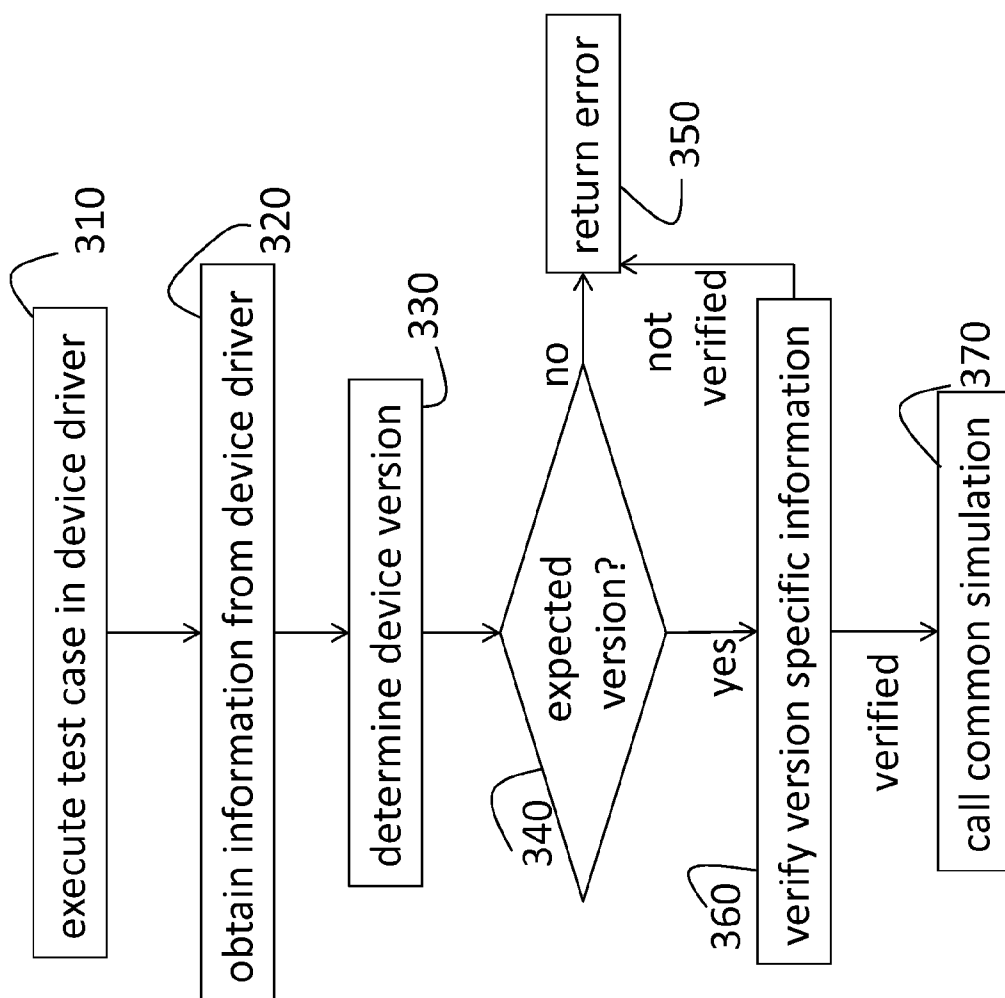 execute test case in device driver
310
obtain information from device driver
320
determine device version
330
expected
version?
340
no
return error
350
yes
not
verified
verify version specific information
360
verified
call common simulation
370